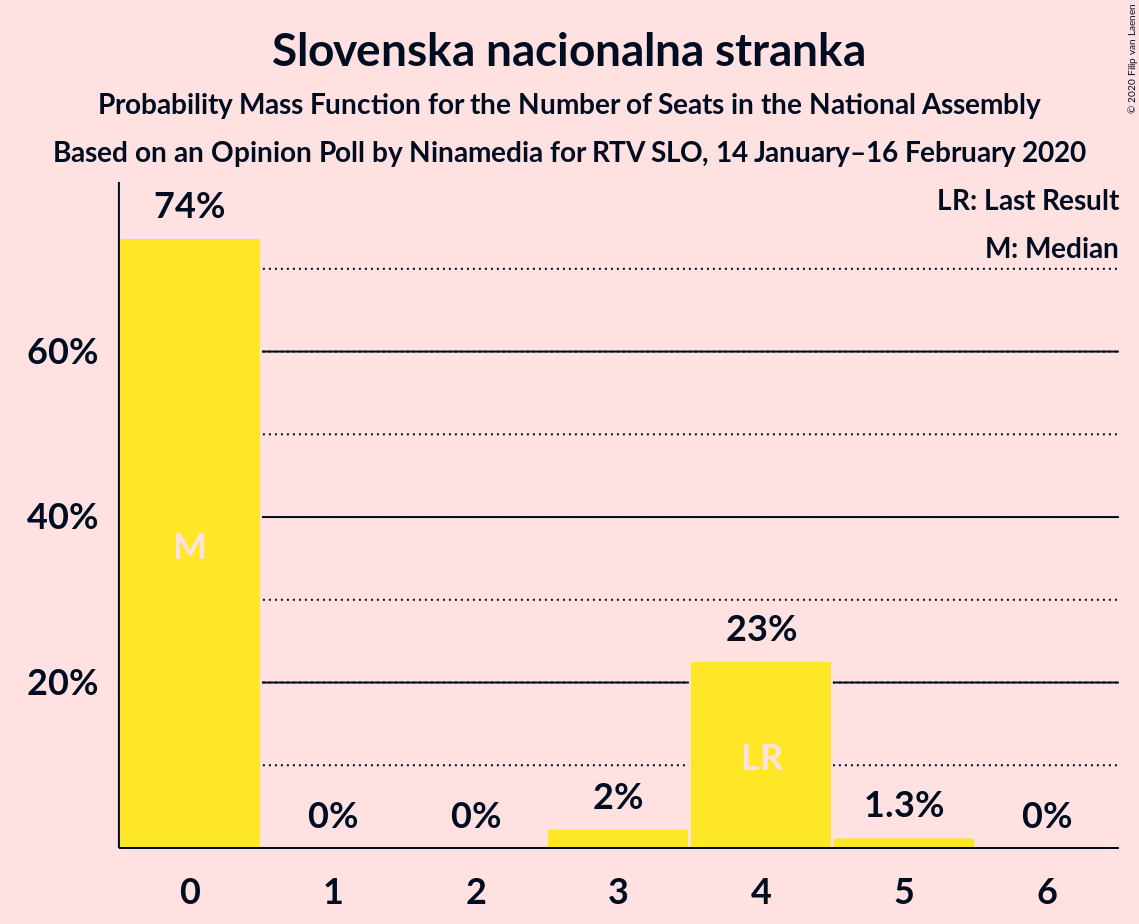 Slovenska nacionalna stranka
Probability Mass Function for the Number of Seats in the National Assembly
Based on an Opinion Poll by Ninamedia for RTV SLO, 14 January–16 February 2020
© 2020 Filip van Laenen
LR: Last Result
M: Median
74%
60%
M
40%
23%
20%
LR
2%
1.3%
0%
0%
0%
0 1 2 3 4 5 6